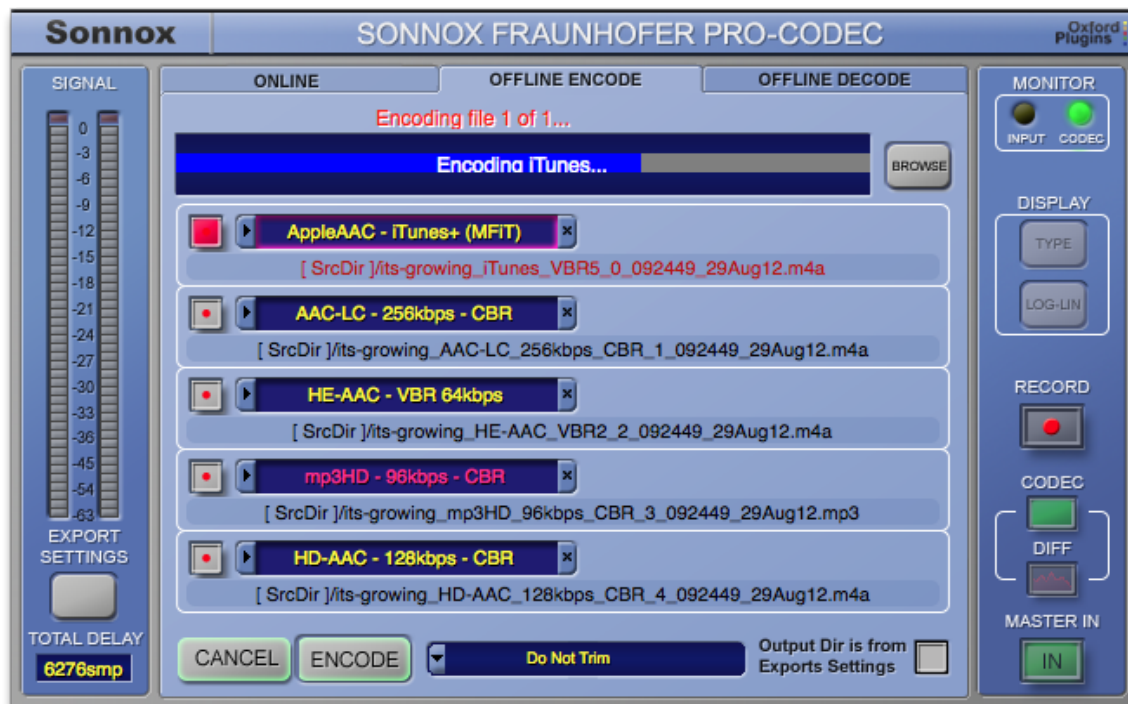 Sonnox
SONNOX FRAUNHOFER PRO-CODEC
Oxford
Plugins
SIGNAL
0
-3
-6
-9
-12
-15
-18
-21
-24
-27
-30
-33
-36
-45
-54
-63
EXPORT
SETTINGS
TOTAL DELAY
6276smp
ONLINE
OFFLINE ENCODE
OFFLINE DECODE
Encoding file 1 of 1...
Encoding iTunes...
BROWSE
AppleAAC - iTunes+ (MFiT)
[ SrcDir ]/its-growing_iTunes_VBR5_0_092449_29Aug12.m4a
AAC-LC - 256kbps - CBR
[ SrcDir ]/its-growing_AAC-LC_256kbps_CBR_1_092449_29Aug12.m4a
HE-AAC - VBR 64kbps
[ SrcDir ]/its-growing_HE-AAC_VBR2_2_092449_29Aug12.m4a
mp3HD - 96kbps - CBR
[ SrcDir ]/its-growing_mp3HD_96kbps_CBR_3_092449_29Aug12.mp3
HD-AAC - 128kbps - CBR
[ SrcDir ]/its-growing_HD-AAC_128kbps_CBR_4_092449_29Aug12.m4a
CANCEL
ENCODE
Do Not Trim
Output Dir is from
Exports Settings
MONITOR
INPUT CODEC
DISPLAY
TYPE
LOG-LIN
RECORD
CODEC
DIFF
MASTER IN
IN